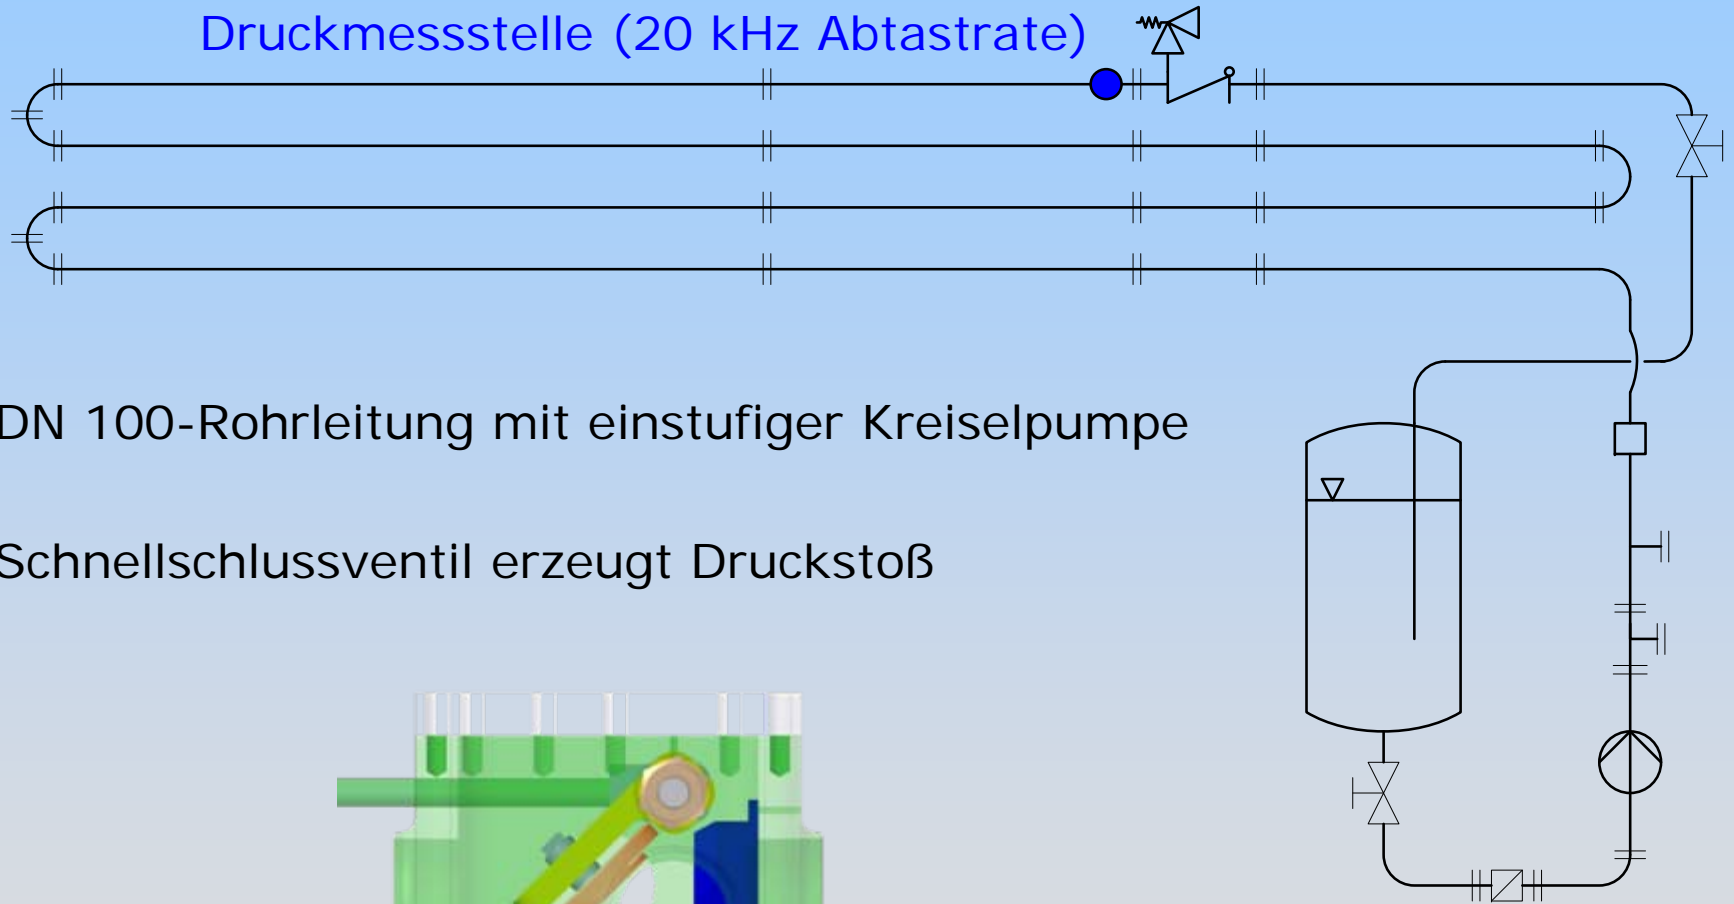 Druckmessstelle (20 kHz Abtastrate)
DN 100-Rohrleitung mit einstufiger Kreiselpumpe
Schnellschlussventil erzeugt Druckstoß